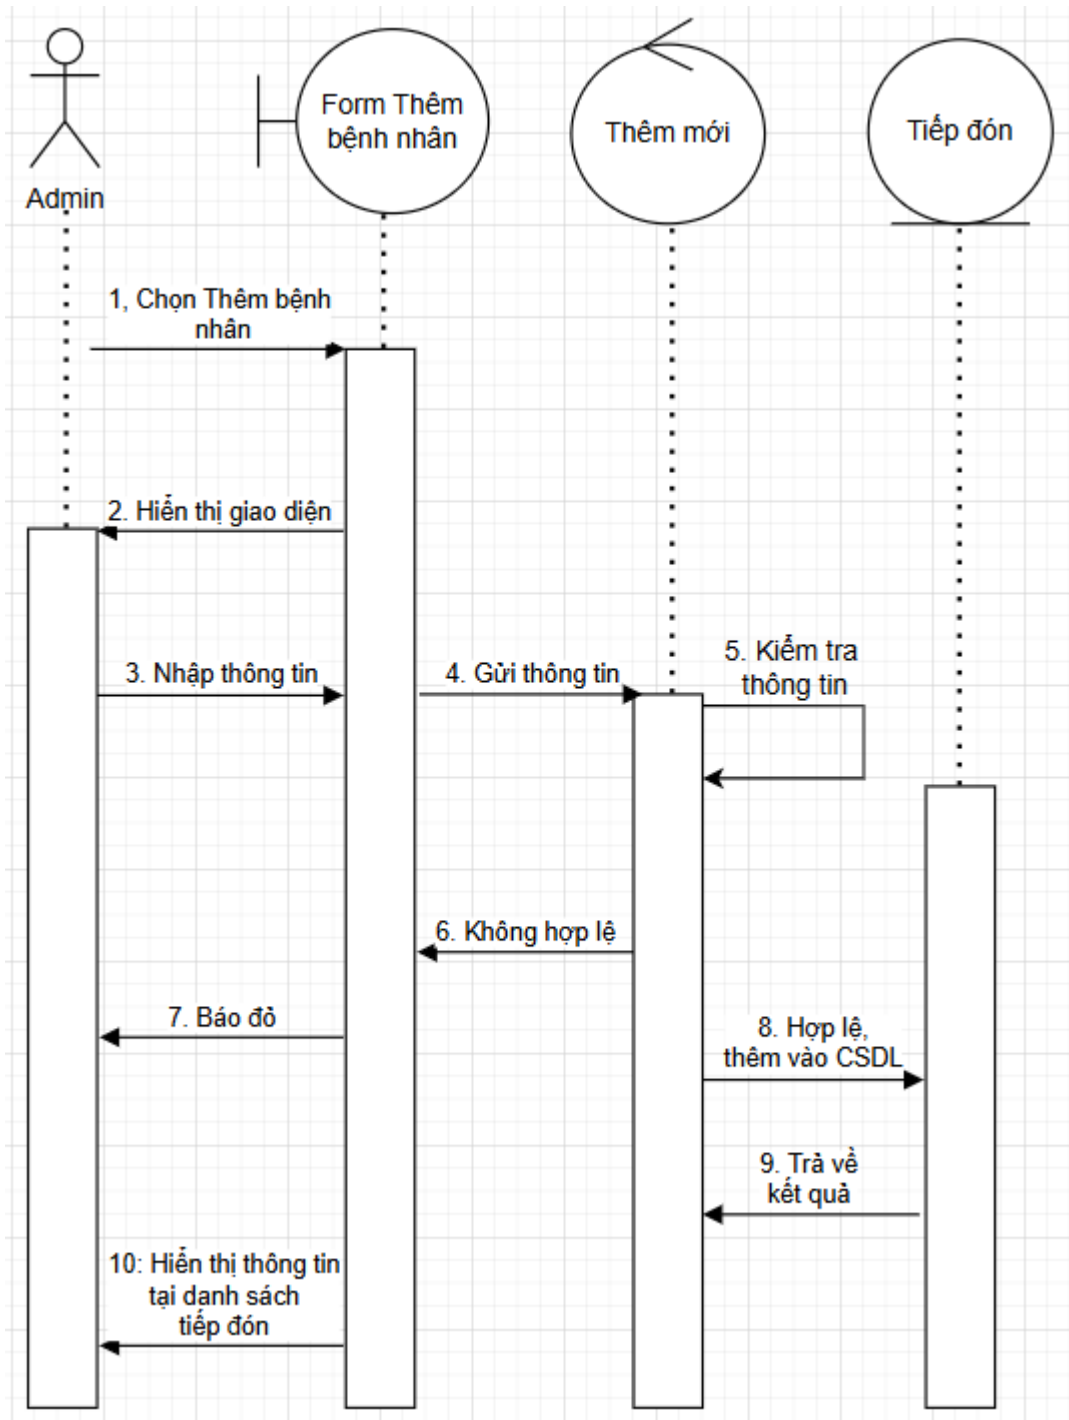 Form Thêm
bệnh nhân
Thêm mới
Tiếp đón
Admin
1, Chọn Thêm bệnh
nhân
2. Hiển thị giao diện
3. Nhập thông tin
4. Gửi thông tin
5. Kiểm tra
thông tin
6. Không hợp lệ
7. Báo đỏ
8. Hợp lệ,
thêm vào CSDL
9. Trả về
kết quả
10: Hiển thị thông tin
tại danh sách
tiếp đón